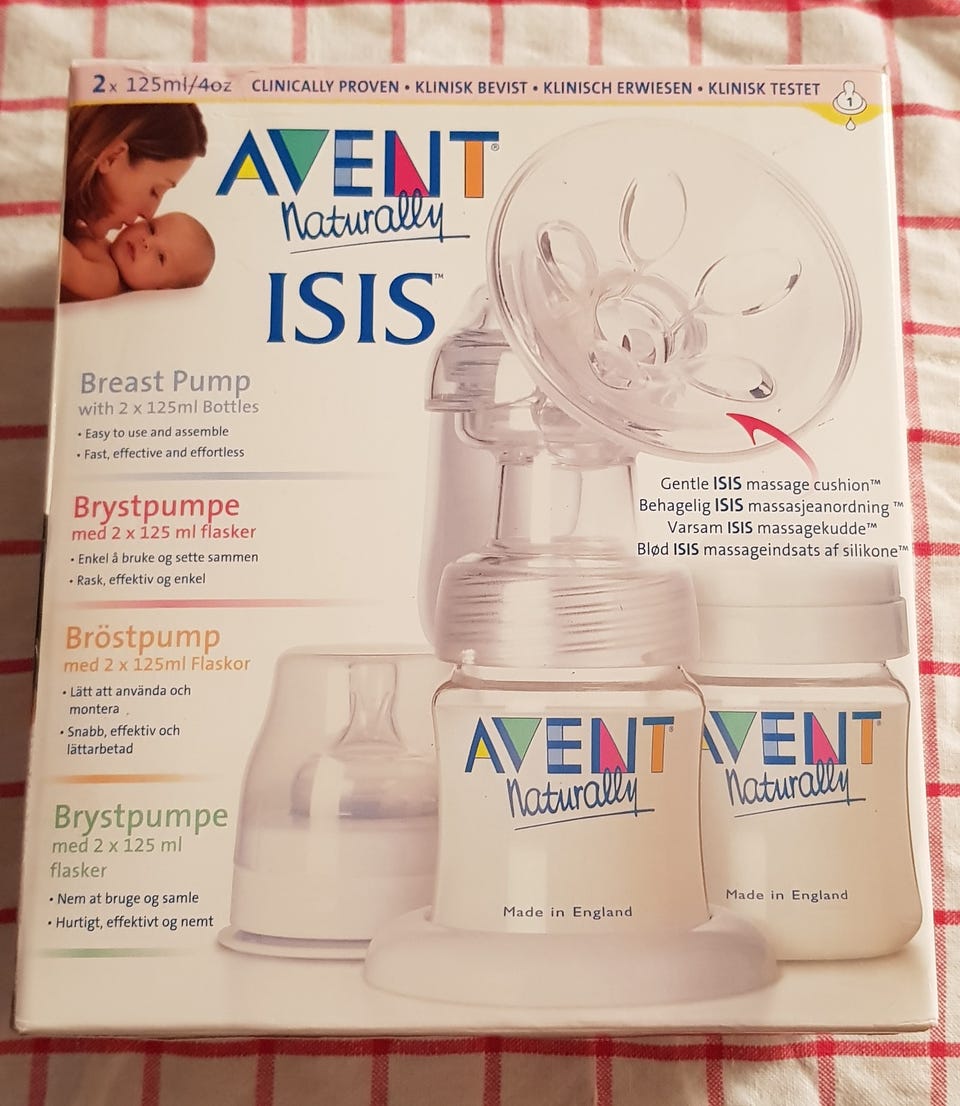 2x 125ml/4oz CLINICALLY PROVEN • KLINISK BEVIST • KLINISCH ERWIESEN • KLINISK TESTET
1
AVENT®
Naturally
ISIS™
Breast Pump
with 2 x 125ml Bottles
• Easy to use and assemble
• Fast, effective and effortless
Brystpumpe
med 2 x 125 ml flasker
• Enkel å bruke og sette sammen
• Rask, effektiv og enkel
Bröstpump
med 2 x 125ml Flaskor
• Lätt att använda och
montera
• Snabb, effektiv och
lättarbetad
Brystpumpe
med 2 x 125 ml
flasker
• Nem at bruge og samle
• Hurtigt, effektivt og nemt
Gentle ISIS massage cushion™
Behagelig ISIS massasjeanordning ™
Varsam ISIS massagekudde™
Blød ISIS massageindsats af silikone™
AVENT®
Naturally
Made in England
AVENT®
Naturally
Made in England